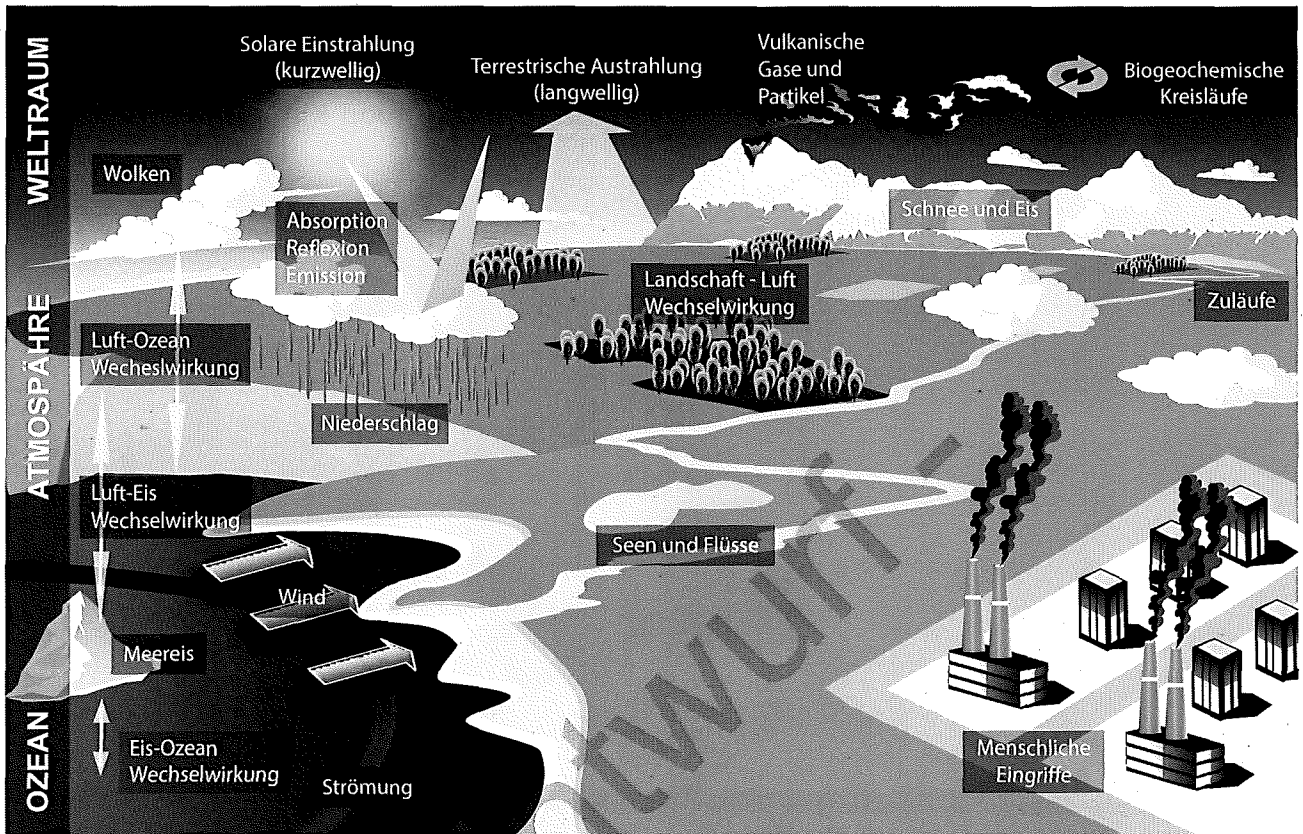 WELTRAUM
Solare Einstrahlung
(kurzwellig)
Terrestrische Austrahlung
(langwellig)
Vulkanische
Gase und
Partikel
Biogeochemische
Kreisläufe
Wolken
Absorption
Reflexion
Emission
Schnee und Eis
Landschaft - Luft
Wechselwirkung
Zuläufe
ATMOSPÄHRE
Luft-Ozean
Wecheslwirkung
Niederschlag
Luft-Eis
Wechselwirkung
Seen und Flüsse
Wind
Meereis
OZEAN
Eis-Ozean
Wechselwirkung
Strömung
Menschliche
Eingriffe